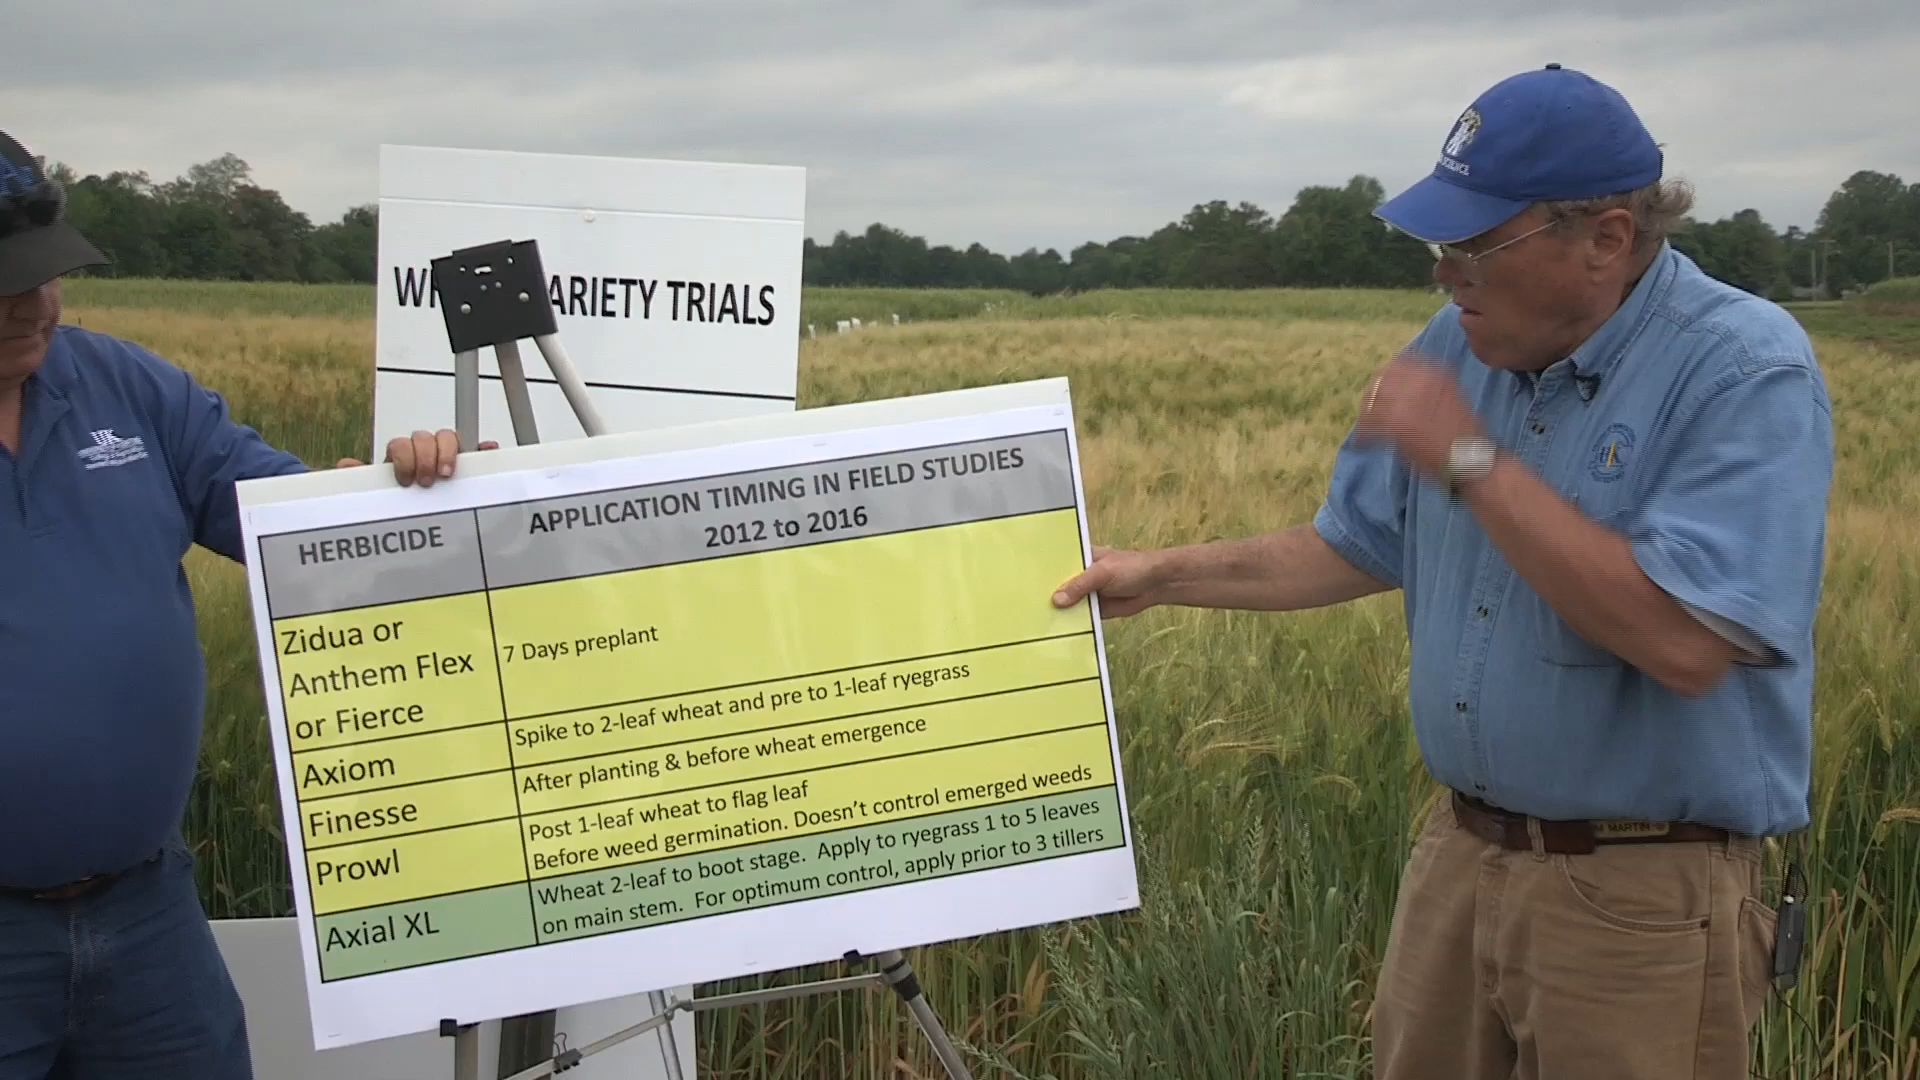 ARIETY TRIALS
HERBICIDE
APPLICATION TIMING IN FIELD STUDIES
2012 to 2016
Zidua or
Anthem Flex
or Fierce
7 Days preplant
Axiom
Spike to 2-leaf wheat and pre to 1-leaf ryegrass
Finesse
After planting & before wheat emergence
Prowl
Post 1-leaf wheat to flag leaf
Before weed germination. Doesn't control emerged weeds
Axial XL
Wheat 2-leaf to boot stage. Apply to ryegrass 1 to 5 leaves
on main stem. For optimum control, apply prior to 3 tillers
UK
UK
MARTIN